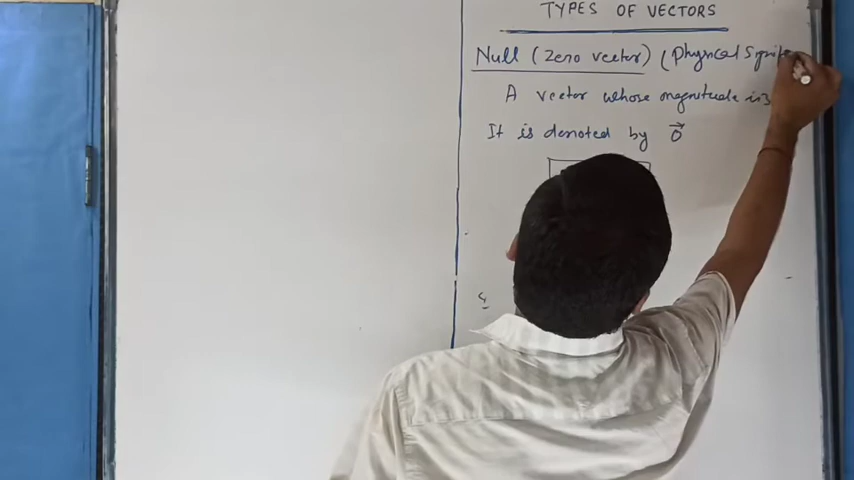 TYPES OF VECTORS
Null (Zero vector) (Physical
A vector whose magnitude is
It is denoted by 0⃗